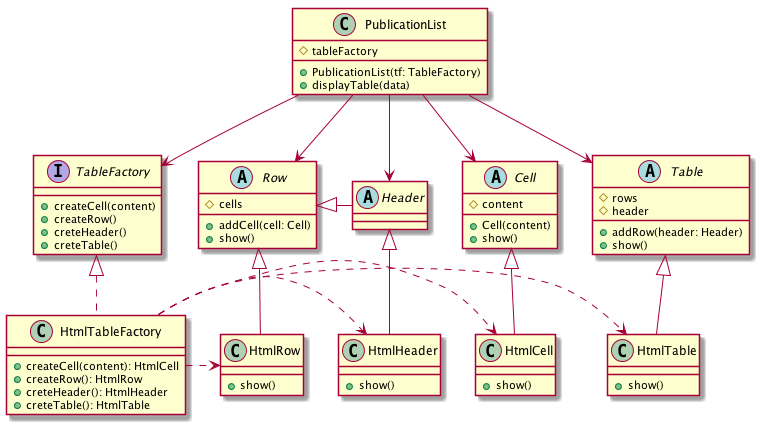 C PublicationList
tableFactory
PublicationList(tf: TableFactory)
displayTable(data)
I TableFactory
createCell(content)
createRow()
creteHeader()
creteTable()
A Row
cells
addCell(cell: Cell)
show()
A Header
A Cell
content
Cell(content)
show()
A Table
rows
header
addRow(header: Header)
show()
C HtmlTableFactory
createCell(content): HtmlCell
createRow(): HtmlRow
creteHeader(): HtmlHeader
creteTable(): HtmlTable
C HtmlRow
show()
C HtmlHeader
show()
C HtmlCell
show()
C HtmlTable
show()